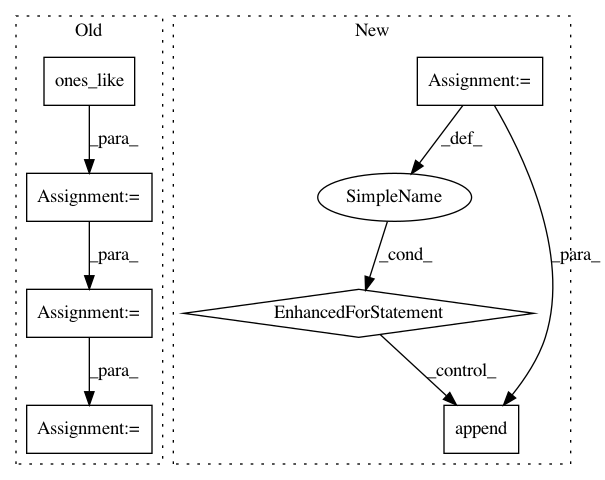 Old
New
ones_like
Assignment:=
_para_
_def_
Assignment:=
SimpleName
_para_
_cond_
_para_
Assignment:=
EnhancedForStatement
_para_
_control_
Assignment:=
append